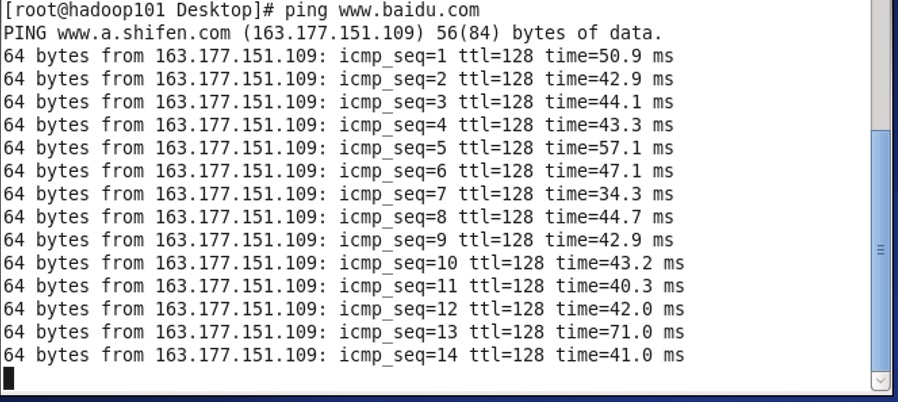 [root@hadoop101 Desktop]# ping www.baidu.com
PING www.a.shifen.com (163.177.151.109) 56(84) bytes of data.
64 bytes from 163.177.151.109: icmp_seq=1 ttl=128 time=50.9 ms
64 bytes from 163.177.151.109: icmp_seq=2 ttl=128 time=42.9 ms
64 bytes from 163.177.151.109: icmp_seq=3 ttl=128 time=44.1 ms
64 bytes from 163.177.151.109: icmp_seq=4 ttl=128 time=43.3 ms
64 bytes from 163.177.151.109: icmp_seq=5 ttl=128 time=57.1 ms
64 bytes from 163.177.151.109: icmp_seq=6 ttl=128 time=47.1 ms
64 bytes from 163.177.151.109: icmp_seq=7 ttl=128 time=34.3 ms
64 bytes from 163.177.151.109: icmp_seq=8 ttl=128 time=44.7 ms
64 bytes from 163.177.151.109: icmp_seq=9 ttl=128 time=42.9 ms
64 bytes from 163.177.151.109: icmp_seq=10 ttl=128 time=43.2 ms
64 bytes from 163.177.151.109: icmp_seq=11 ttl=128 time=40.3 ms
64 bytes from 163.177.151.109: icmp_seq=12 ttl=128 time=42.0 ms
64 bytes from 163.177.151.109: icmp_seq=13 ttl=128 time=71.0 ms
64 bytes from 163.177.151.109: icmp_seq=14 ttl=128 time=41.0 ms